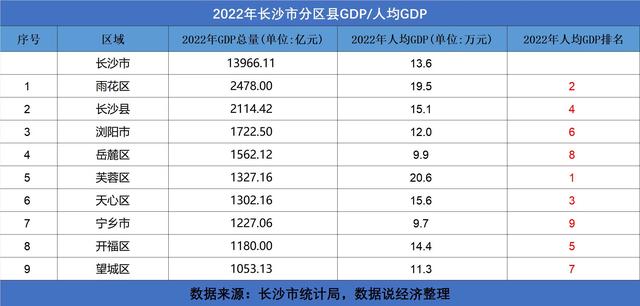 2022年长沙市分区县GDP/人均GDP
序号 区域 2022年GDP总量(单位:亿元) 2022年人均GDP(单位:万元) 2022年人均GDP排名
长沙市 13966.11 13.6
1 雨花区 2478.00 19.5 2
2 长沙县 2114.42 15.1 4
3 浏阳市 1722.50 12.0 6
4 岳麓区 1562.12 9.9 8
5 芙蓉区 1327.16 20.6 1
6 天心区 1302.16 15.6 3
7 宁乡市 1227.06 9.7 9
8 开福区 1180.00 14.4 5
9 望城区 1053.13 11.3 7
数据来源：长沙市统计局，数据说经济整理